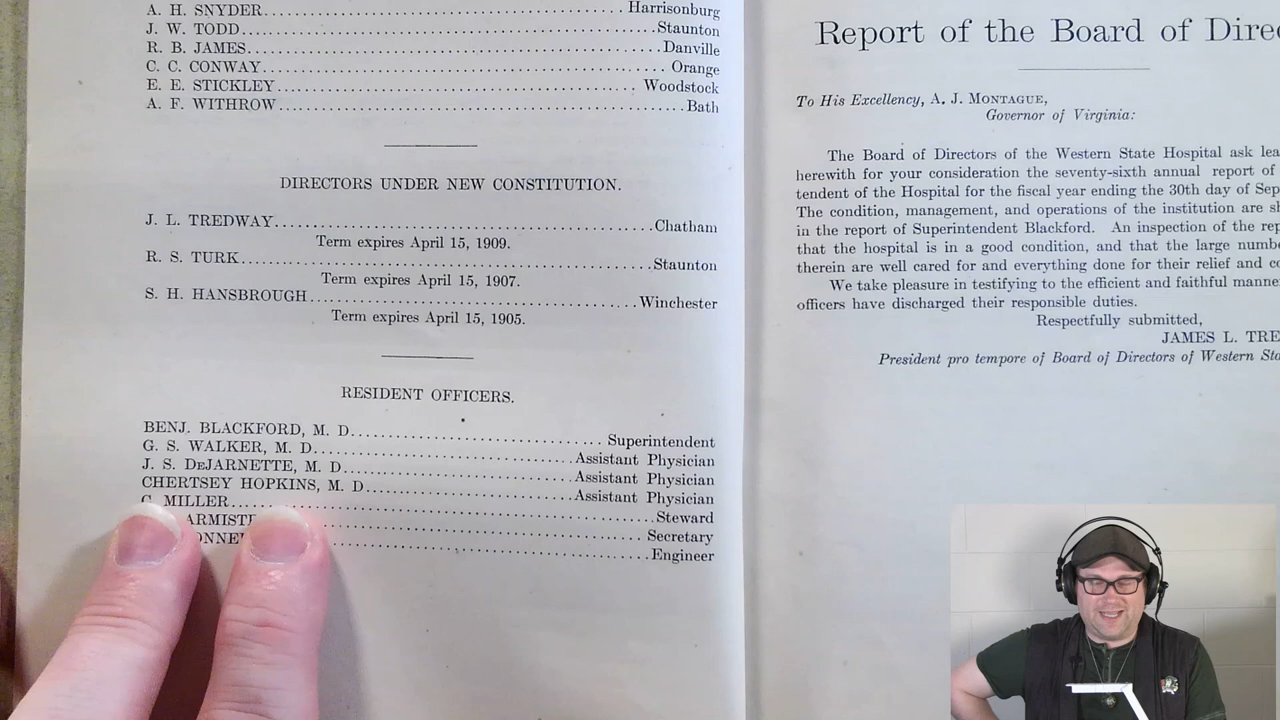 A. H. SNYDER........Harrisonburg
J. W. TODD........Staunton
R. B. JAMES........Danville
C. C. CONWAY........Orange
E. E. STICKLEY........Woodstock
A. F. WITHROW........Bath
DIRECTORS UNDER NEW CONSTITUTION.
J. L. TREDWAY........Chatham
Term expires April 15, 1909.
R. S. TURK........Staunton
Term expires April 15, 1907.
S. H. HANSBROUGH........Winchester
Term expires April 15, 1905.
RESIDENT OFFICERS.
BENJ. BLACKFORD, M. D........Superintendent
G. S. WALKER, M. D........Assistant Physician
J. S. DEJARNETTE, M. D........Assistant Physician
CHERTSEY HOPKINS, M. D........Assistant Physician
MILLER........Steward
Secretary
Engineer
Report of the Board of
To His Excellency, A. J. MONTAGUE,
Governor of Virginia:
The Board of Directors of the Western State Hospital ask
herewith for your consideration the seventy-sixth annual report of
tendent of the Hospital for the fiscal year ending the 30th day of
The condition, management, and operations of the institution are
in the report of Superintendent Blackford. An inspection of the
that the hospital is in a good condition, and that the large
therein are well cared for and everything done for their relief and
We take pleasure in testifying to the efficient and faithful
officers have discharged their responsible duties.
Respectfully submitted,
JAMES L.
President pro tempore of Board of Directors of Western